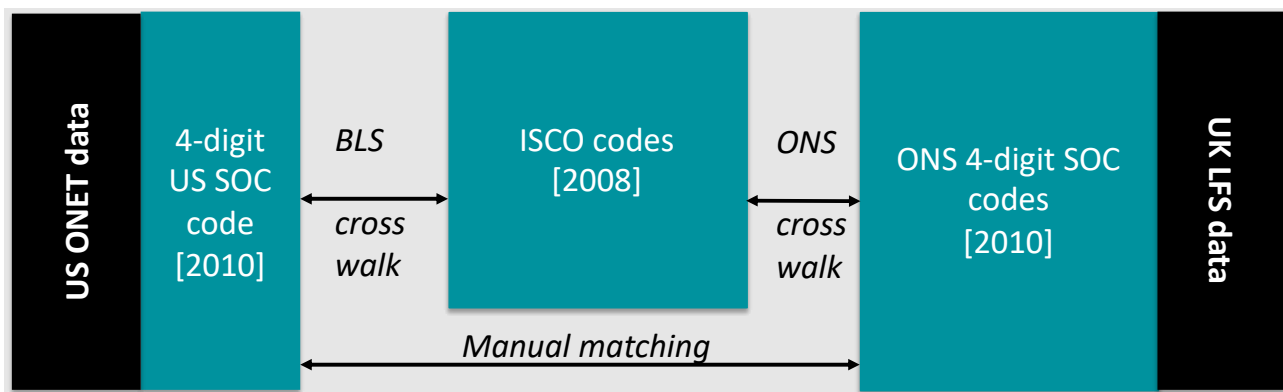 US ONET data
4-digit
US SOC
code
[2010]
BLS
cross
walk
ISCO codes
[2008]
ONS
cross
walk
ONS 4-digit SOC
codes
[2010]
UK LFS data
Manual matching